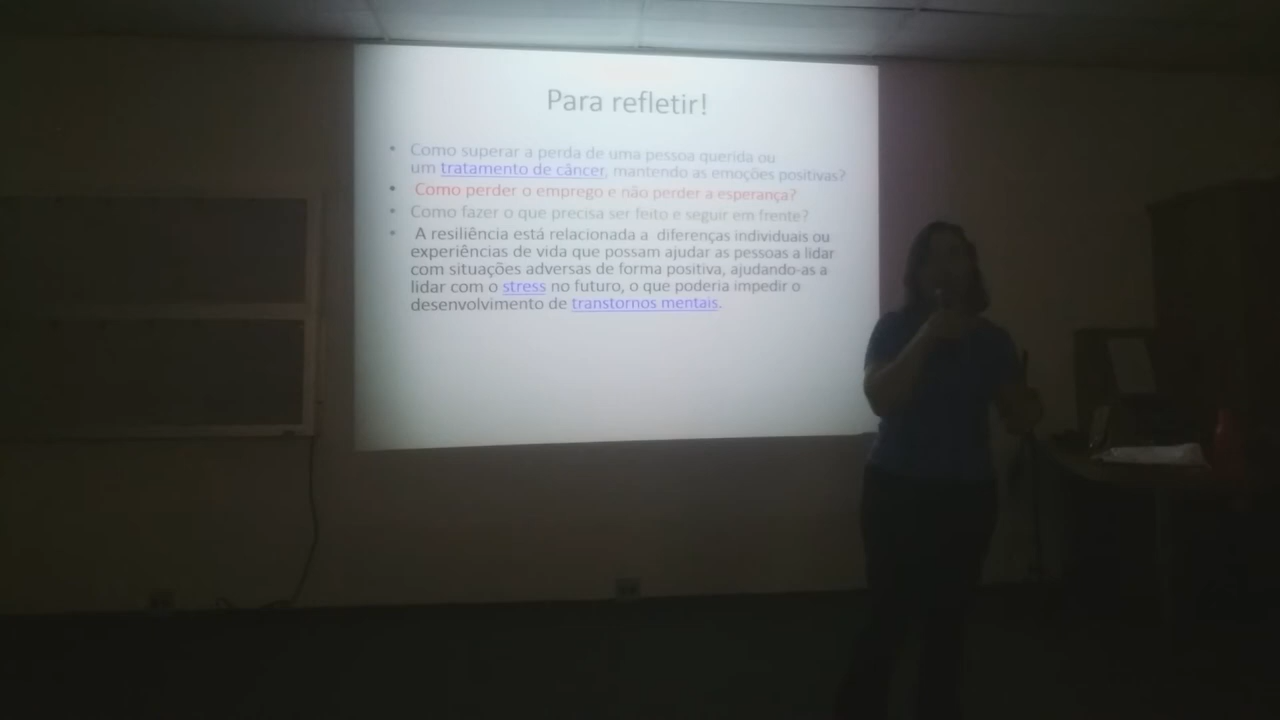 Para refletir!
• Como superar a perda de uma pessoa querida ou
um tratamento de câncer, mantendo as emoções positivas?
• Como perder o emprego e não perder a esperança?
• Como fazer o que precisa ser feito e seguir em frente?
• A resiliência está relacionada a diferenças individuais ou
experiências de vida que possam ajudar as pessoas a lidar
com situações adversas de forma positiva, ajudando-as a
lidar com o stress no futuro, o que poderia impedir o
desenvolvimento de transtornos mentais.